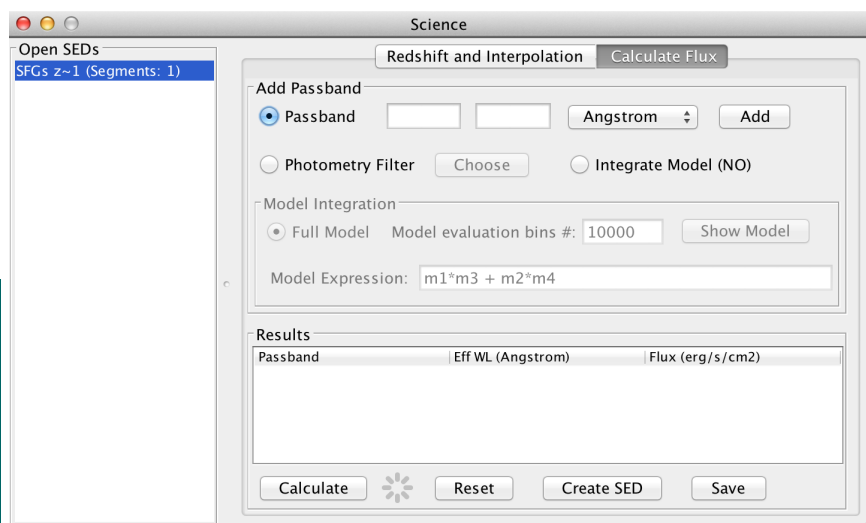 Science
Open SEDs
SFGs z~1 (Segments: 1)
Redshift and Interpolation
Calculate Flux
Add Passband
Passband
Angstrom
Add
Photometry Filter
Choose
Integrate Model (NO)
Model Integration
Full Model
Model evaluation bins #:
10000
Show Model
Model Expression:
m1*m3 + m2*m4
Results
Passband
Eff WL (Angstrom)
Flux (erg/s/cm2)
Calculate
Reset
Create SED
Save